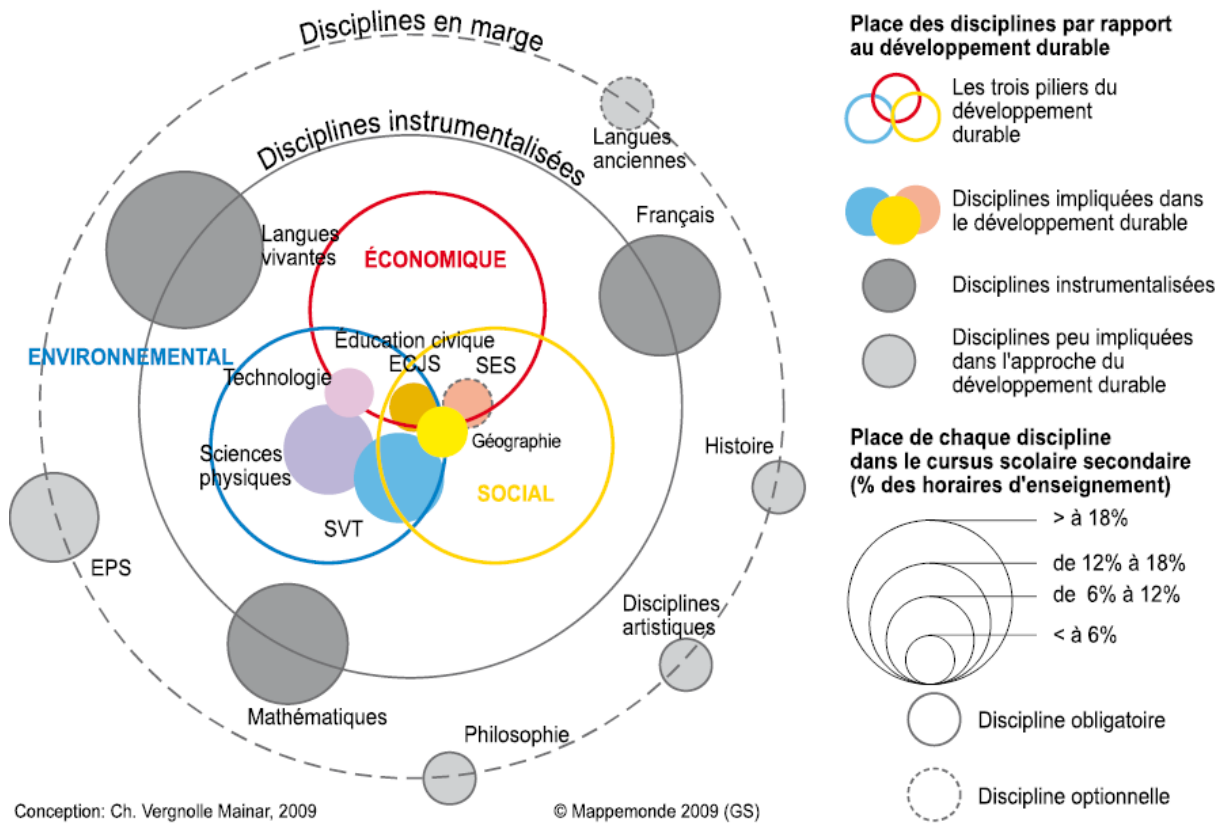 Disciplines en marge
Disciplines instrumentalisées
Langues
anciennes
Français
Langues
vivantes
ÉCONOMIQUE
ENVIRONNEMENTAL
Éducation civique
ECJS
SES
Technologie
Sciences
physiques
Géographie
Histoire
SOCIAL
SVT
EPS
Disciplines
artistiques
Mathématiques
Philosophie
Conception: Ch. Vergnolle Mainar, 2009
© Mappemonde 2009 (GS)
Place des disciplines par rapport
au développement durable
Les trois piliers du
développement
durable
Disciplines impliquées dans
le développement durable
Disciplines instrumentalisées
Disciplines peu impliquées
dans l'approche du
développement durable
Place de chaque discipline
dans le cursus scolaire secondaire
(% des horaires d'enseignement)
> à 18%
de 12% à 18%
de 6% à 12%
< à 6%
Discipline obligatoire
Discipline optionnelle